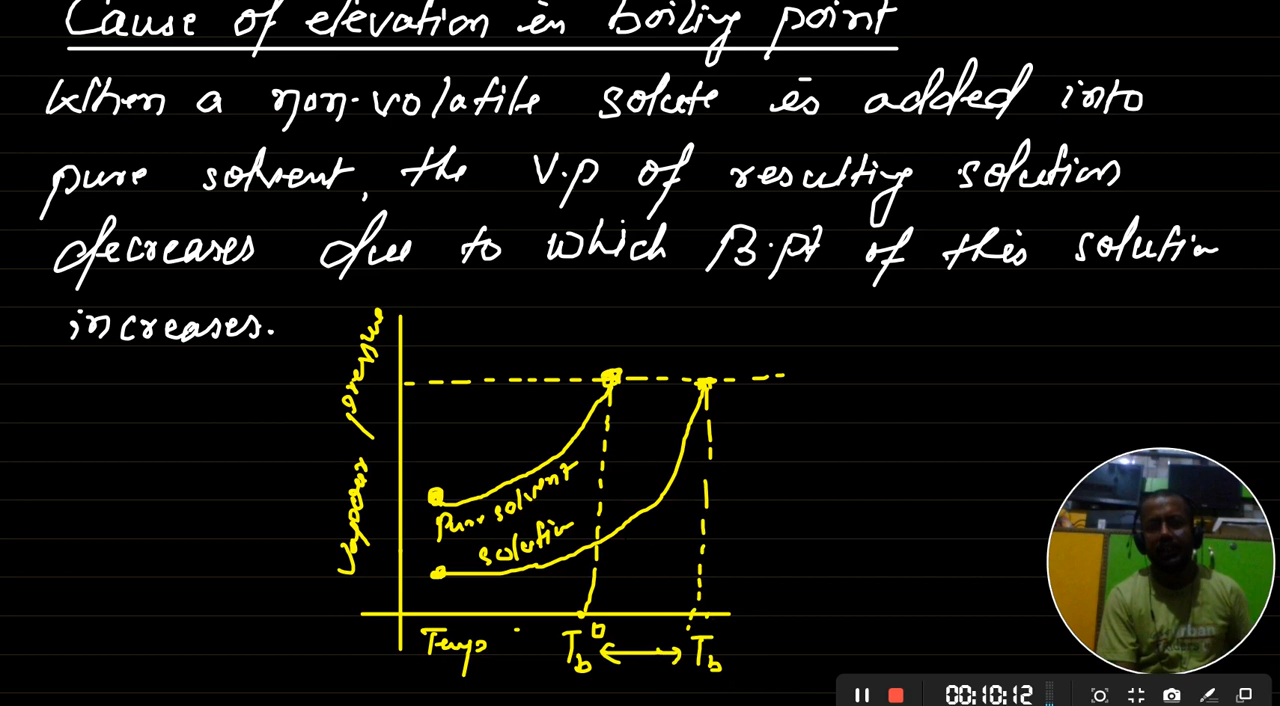 Cause of elevation in boiling point
When a non-volatile solute is added into
pure solvent, the V.p of resulting solution
decreases due to which B.pt of this solution
increases.
Vapour pressure
Pure solvent
solution
Temp
Tb° Tb
urban
00:10:12